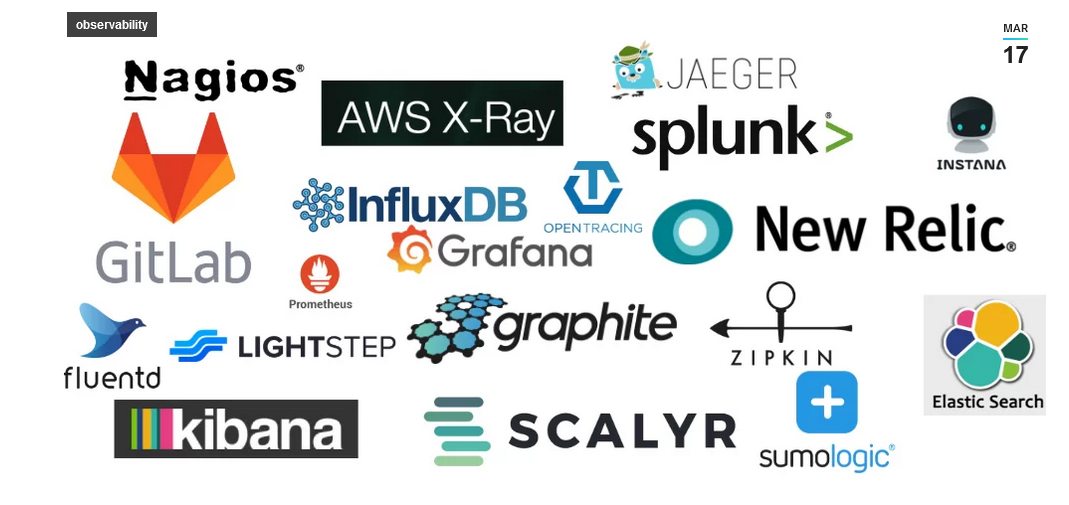 observability
MAR
17
Nagios®
AWS X-Ray
JAEGER
splunk>®
INSTANA
GitLab
InfluxDB
OPENTRACING
New Relic®
Grafana
Prometheus
fluentd
LIGHTSTEP
graphite
ZIPKIN
Elastic Search
kibana
SCALYR
sumologic®